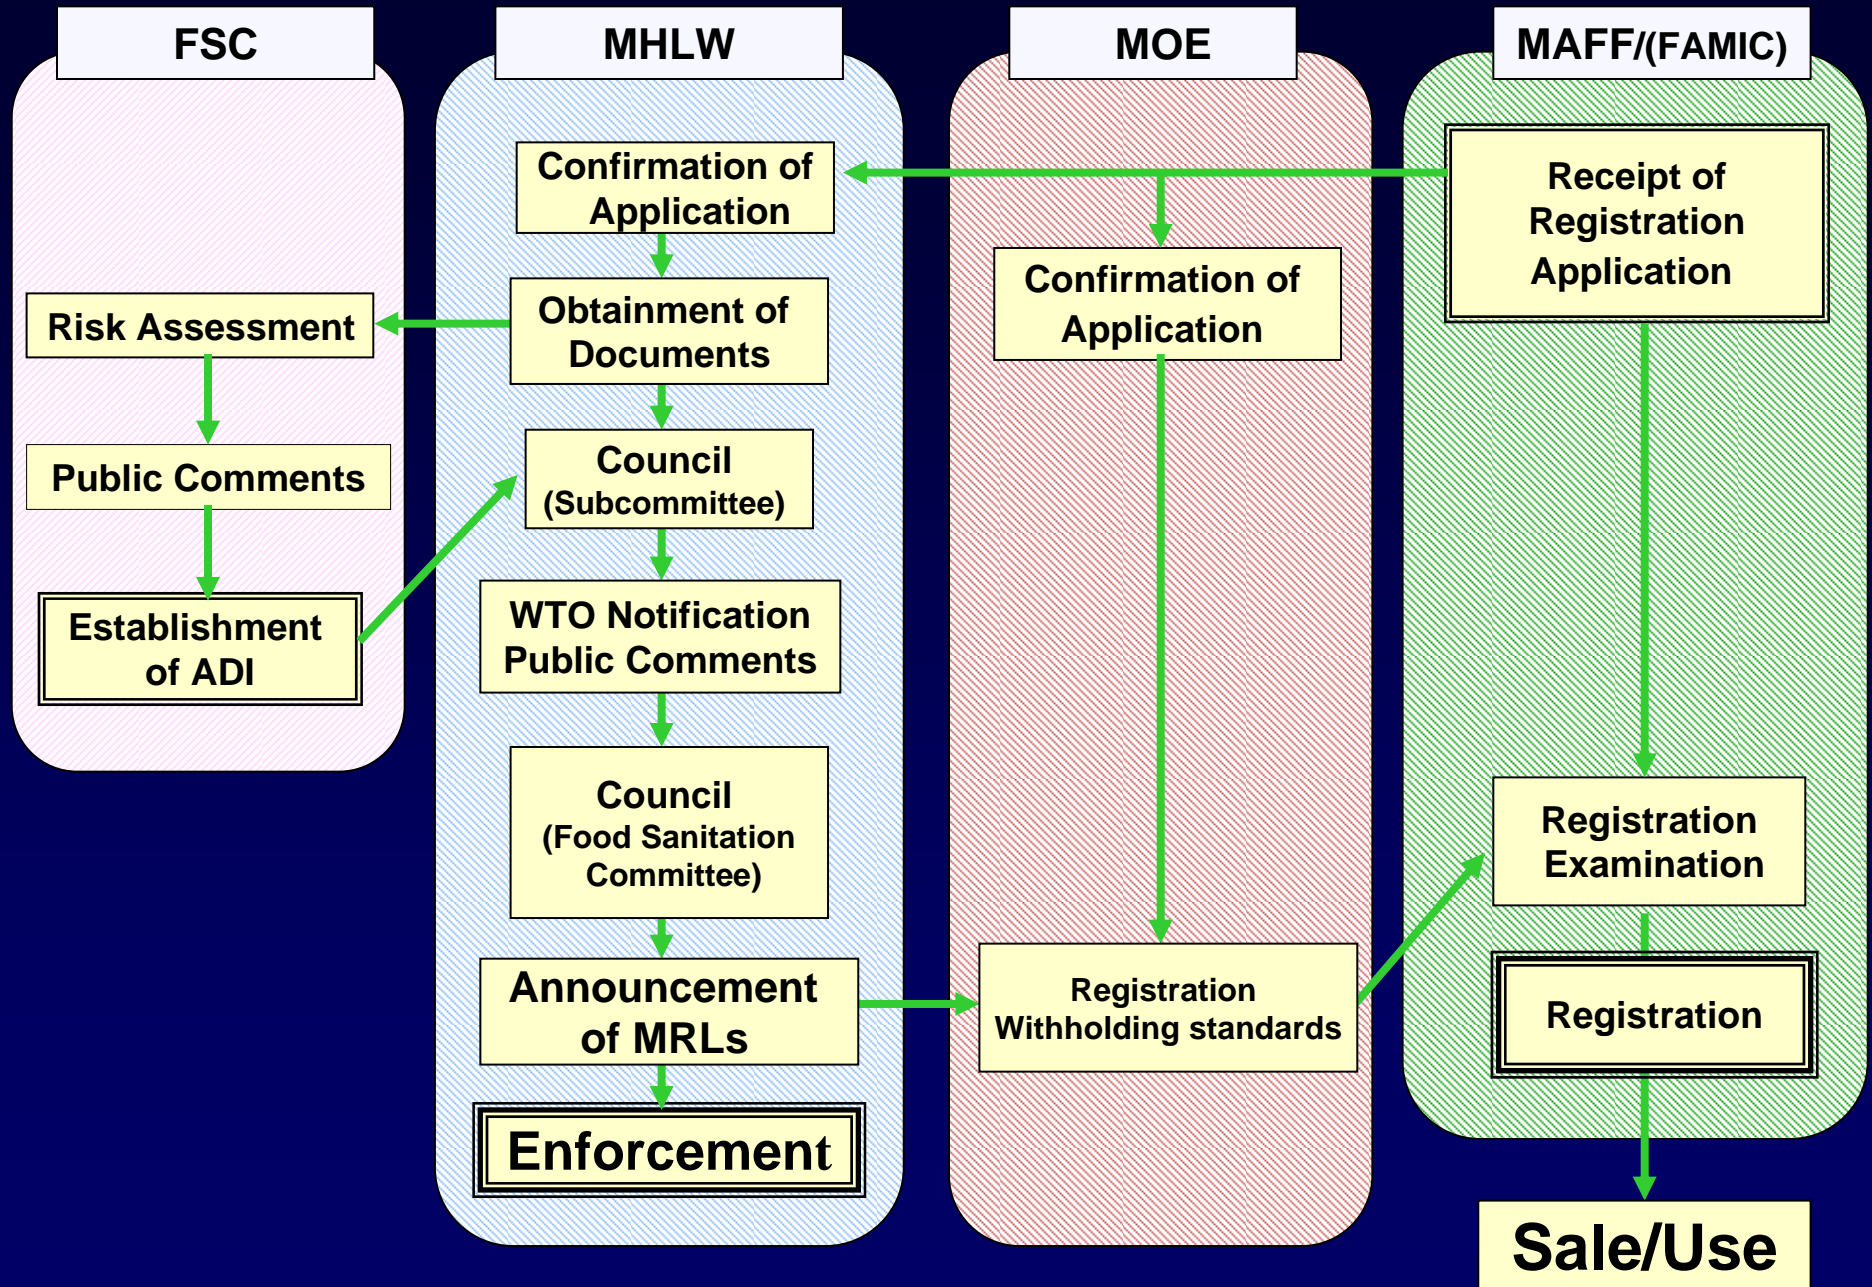 FSC
MHLW
MOE
MAFF/(FAMIC)
Risk Assessment
Public Comments
Establishment
of ADI
Confirmation of
Application
Obtainment of
Documents
Council
(Subcommittee)
WTO Notification
Public Comments
Council
(Food Sanitation
Committee)
Announcement
of MRLs
Enforcement
Confirmation of
Application
Registration
Withholding standards
Receipt of
Registration
Application
Registration
Examination
Registration
Sale/Use